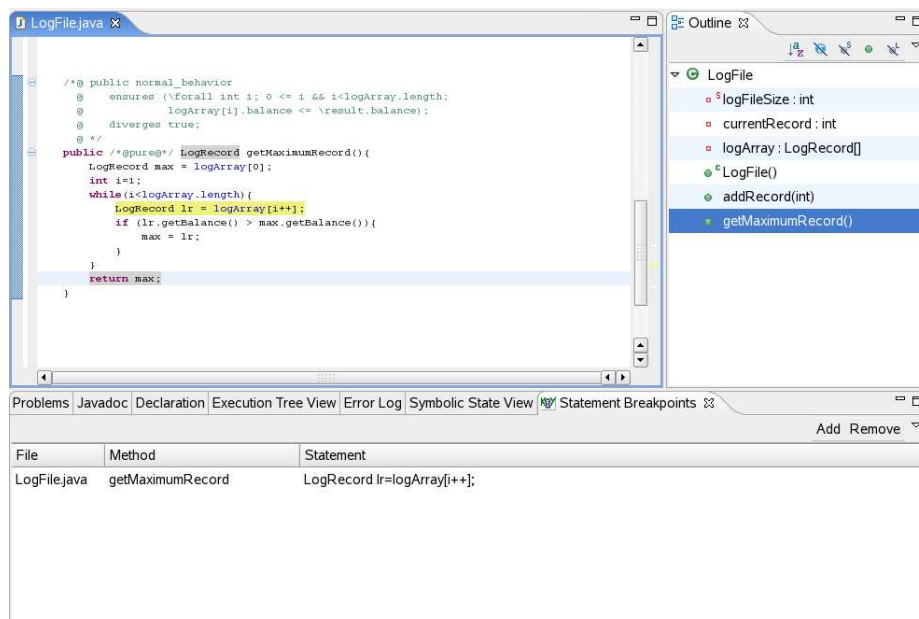 LogFile.java
/*@ public normal_behavior
@ ensures (\forall int i; 0 <= i && i<logArray.length;
@ logArray[i].balance <= \result.balance);
@ diverges true;
@ */
public /*@pure@*/ LogRecord getMaximumRecord(){
LogRecord max = logArray[0];
int i=1;
while(i<logArray.length){
LogRecord lr = logArray[i++];
if (lr.getBalance() > max.getBalance()){
max = lr;
}
}
return max;
}
Outline
LogFile
logFileSize : int
currentRecord : int
logArray : LogRecord[]
LogFile()
addRecord(int)
getMaximumRecord()
Problems Javadoc Declaration Execution Tree View Error Log Symbolic State View KeY Statement Breakpoints
Add Remove
File Method Statement
LogFile.java getMaximumRecord LogRecord lr=logArray[i++];